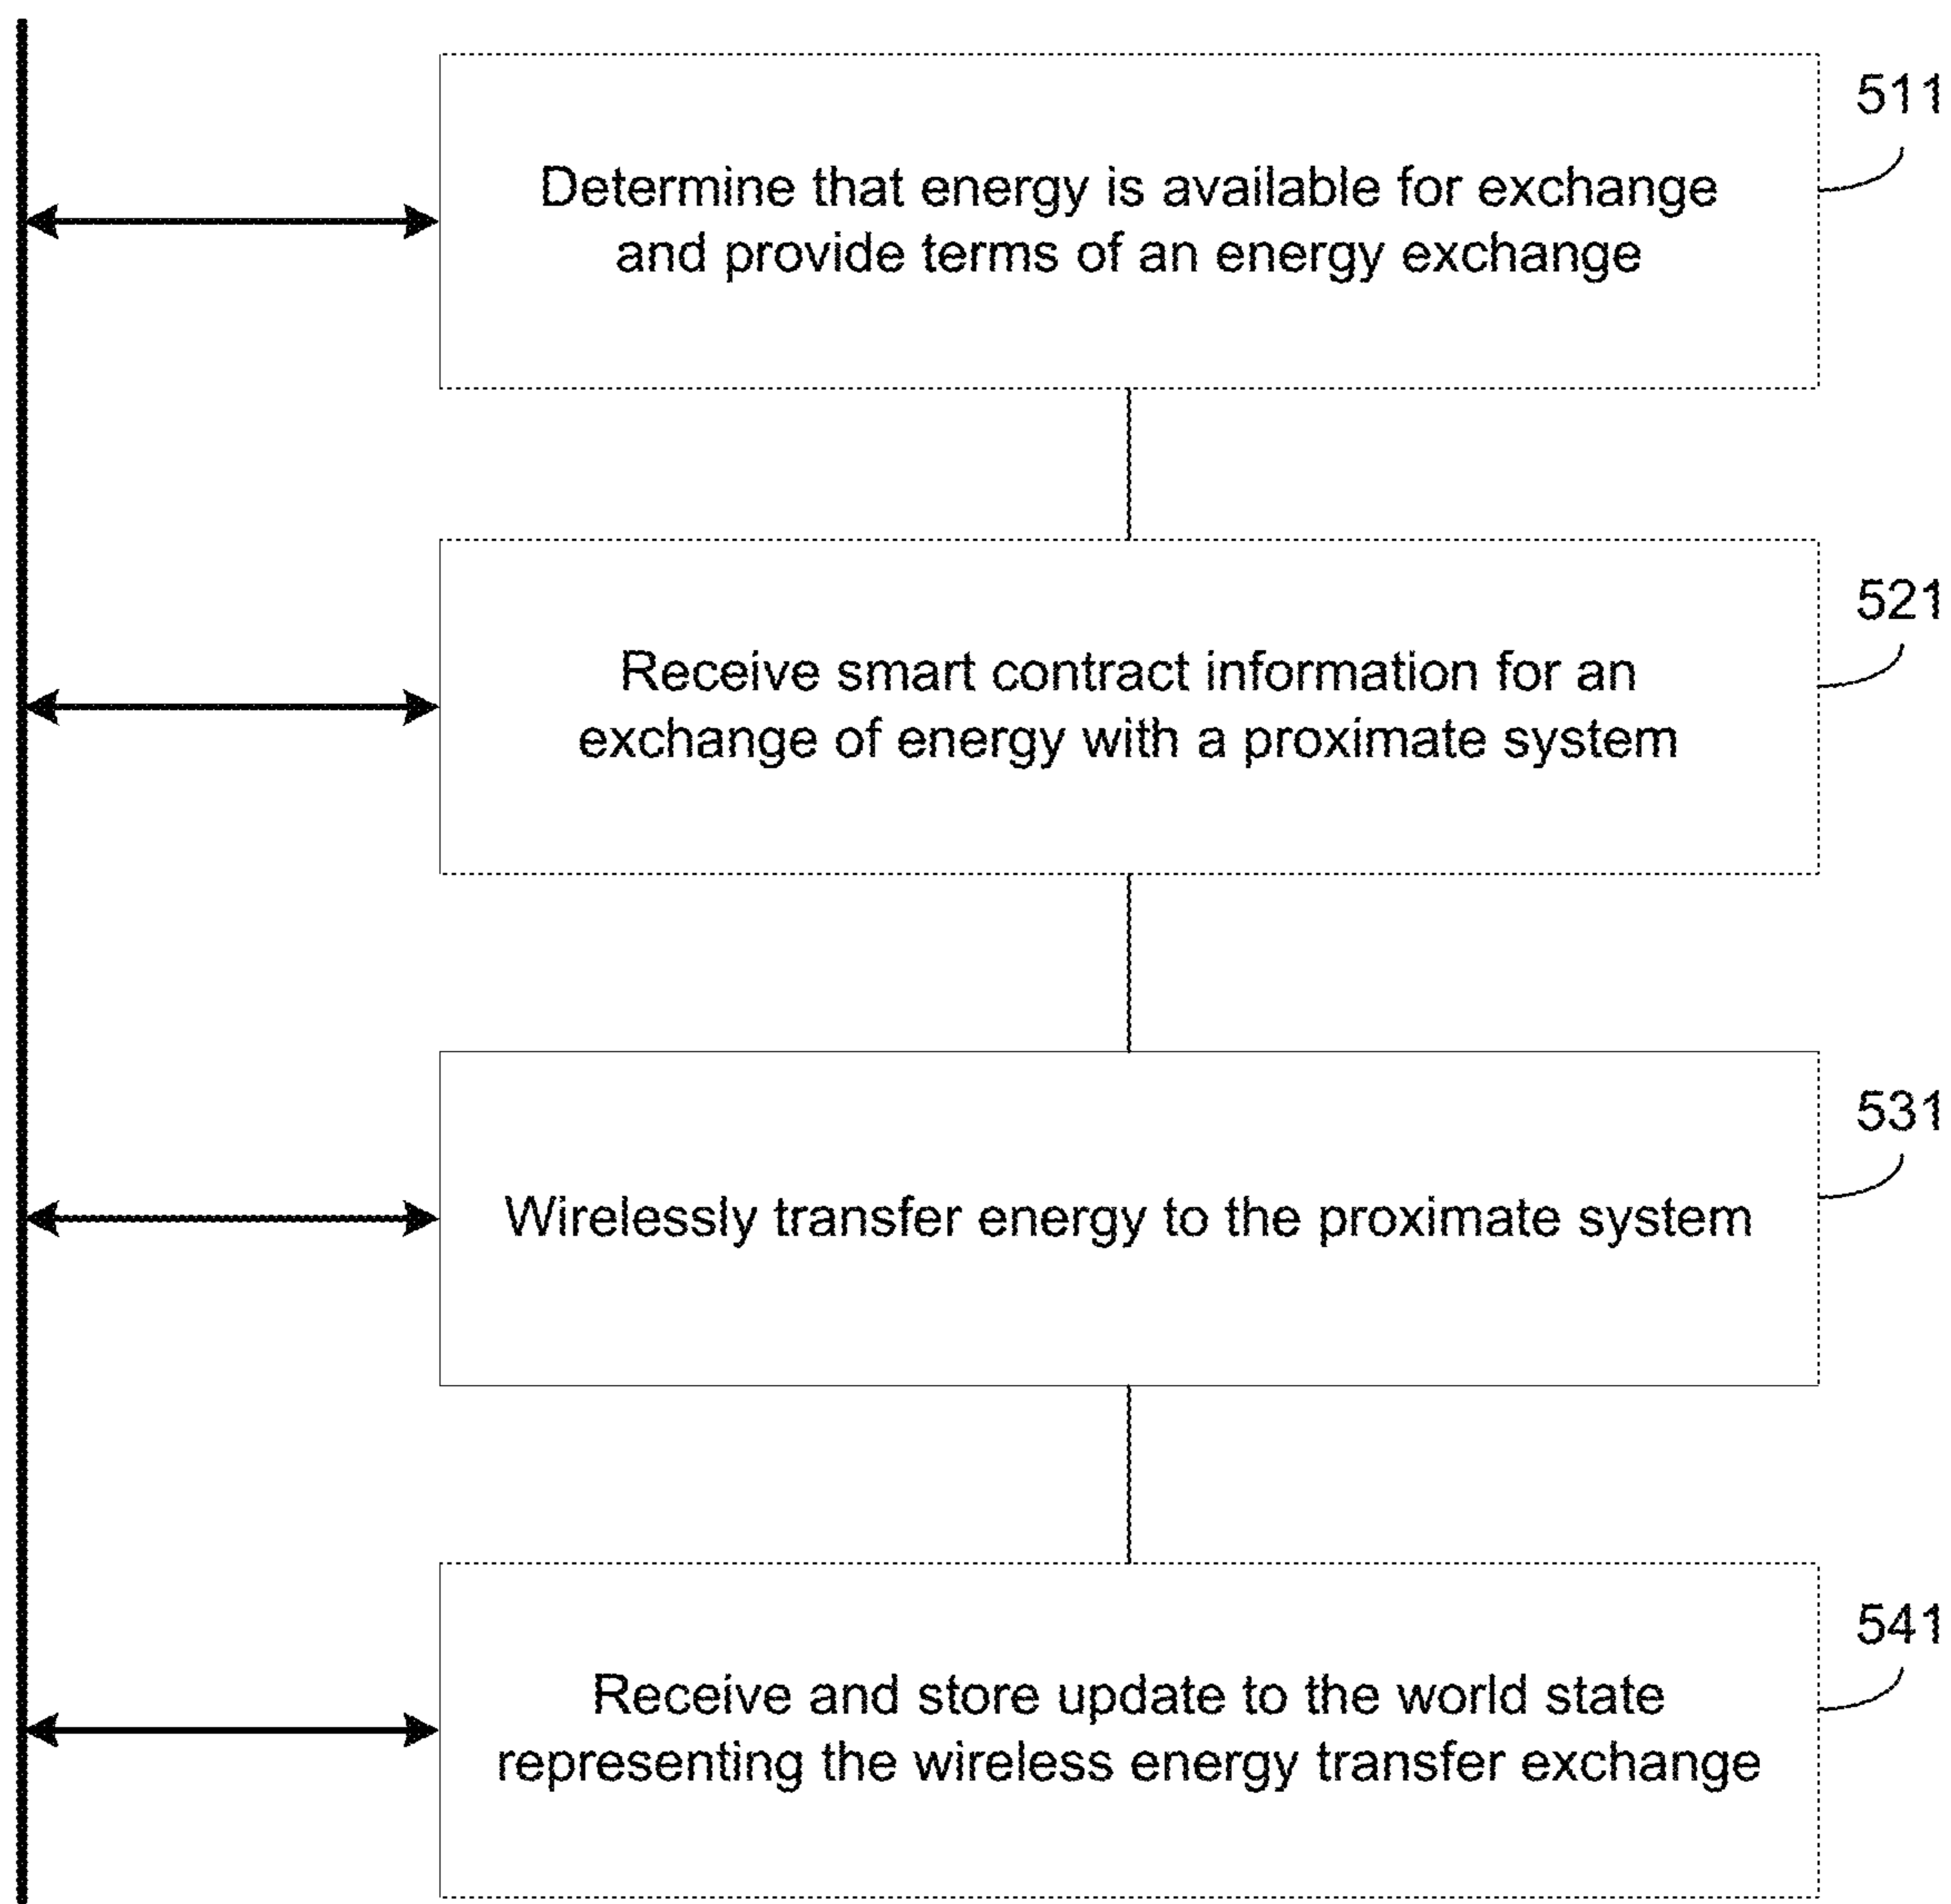 511
Determine that energy is available for exchange
and provide terms of an energy exchange
521
Receive smart contract information for an
exchange of energy with a proximate system
531
Wirelessly transfer energy to the proximate system
541
Receive and store update to the world state
representing the wireless energy transfer exchange